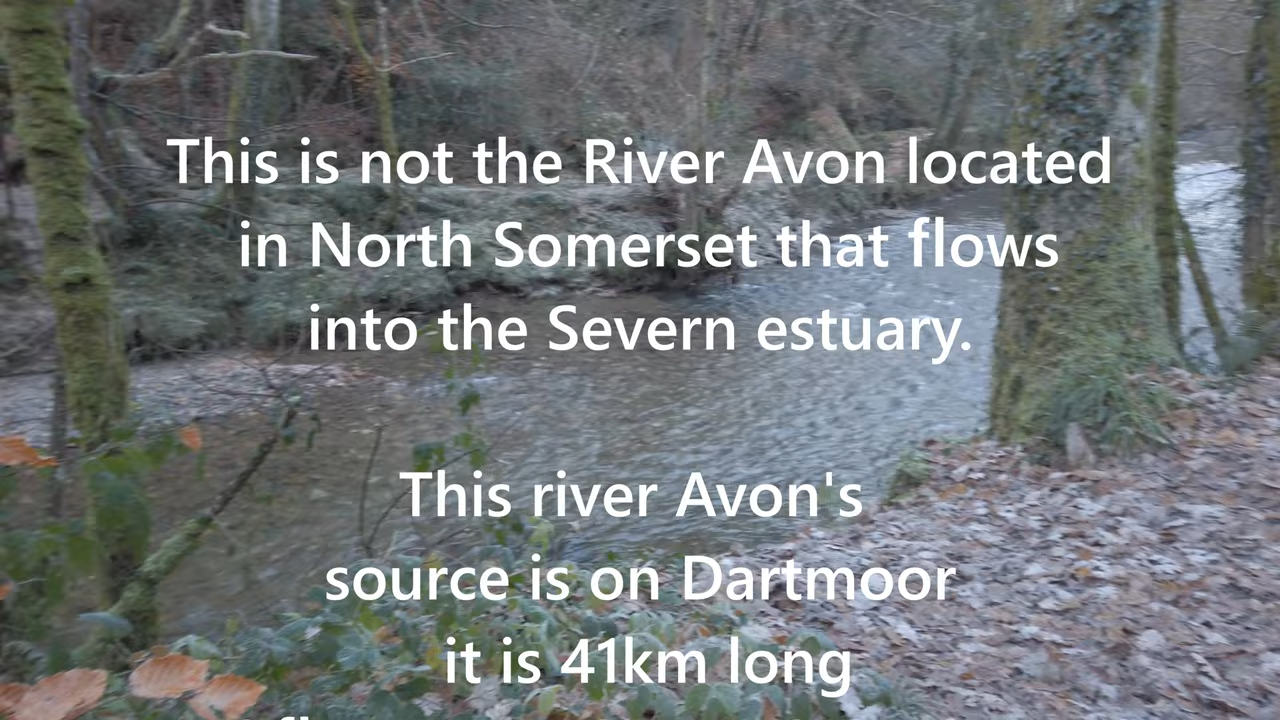 This is not the River Avon located
in North Somerset that flows
into the Severn estuary.
This river Avon's
source is on Dartmoor
it is 41km long